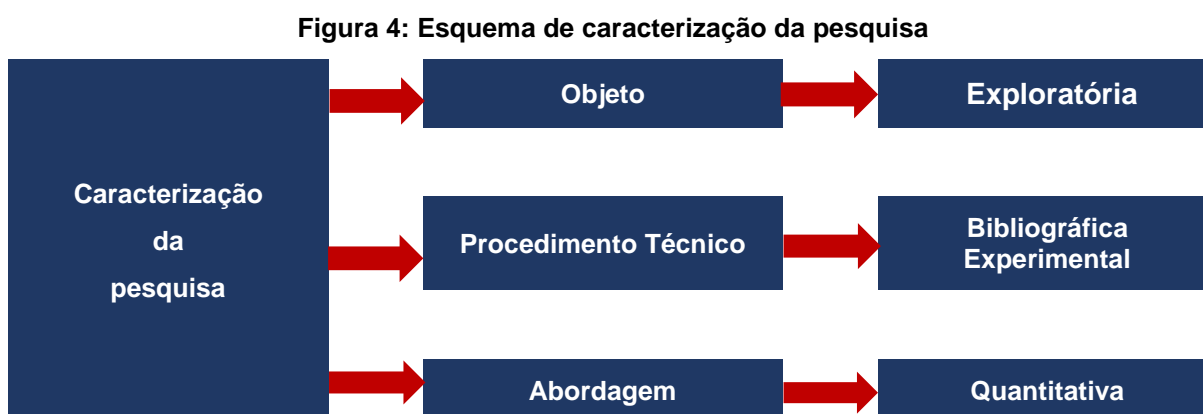 Figura 4: Esquema de caracterização da pesquisa
Caracterização
da
pesquisa
Objeto
Exploratória
Procedimento Técnico
Bibliográfica
Experimental
Abordagem
Quantitativa